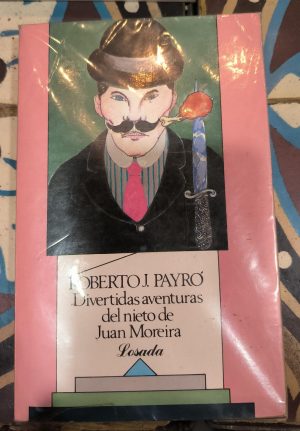 ROBERTO J. PAYRÓ
Divertidas aventuras
del nieto de
Juan Moreira
Losada